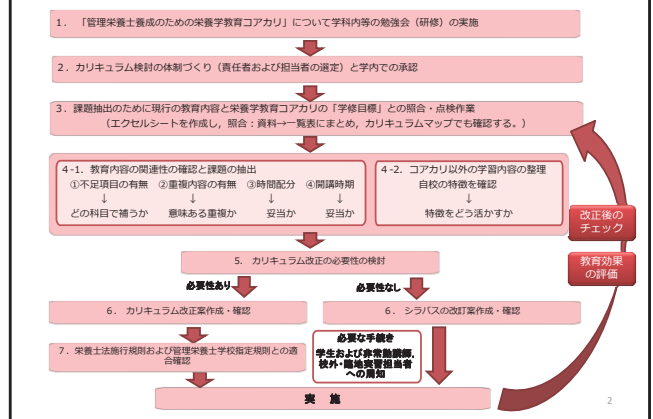 1．「管理栄養士養成のための栄養学教育コアカリ」について学科内等の勉強会（研修）の実施
2．カリキュラム検討の体制づくり（責任者および担当者の選定）と学内での承認
3．課題抽出のために現行の教育内容と栄養学教育コアカリの「学修目標」との照合・点検作業
（エクセルシートを作成し，照合：資料→一覧表にまとめ，カリキュラムマップでも確認する。）
4-1．教育内容の関連性の確認と課題の抽出
①不足項目の有無 ②重複内容の有無 ③時間配分 ④開講時期
↓ ↓ ↓ ↓
どの科目で補うか 意味ある重複か 妥当か 妥当か
4-2．コアカリ以外の学習内容の整理
自校の特徴を確認
↓
特徴をどう活かすか
改正後の
チェック
教育効果
の評価
5．カリキュラム改正の必要性の検討
必要性あり
必要性なし
6．カリキュラム改正案作成・確認
6．シラバスの改訂案作成・確認
7．栄養士法施行規則および管理栄養士学校指定規則との適
合確認
必要な手続き
学生および非常勤講師，
校外・臨地実習担当者
への周知
実 施
2